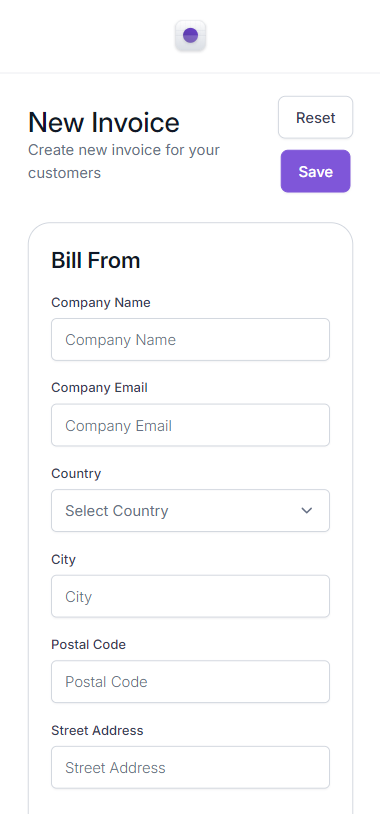 New Invoice
Create new invoice for your
customers
Reset
Save
Bill From
Company Name
Company Name
Company Email
Company Email
Country
Select Country
City
City
Postal Code
Postal Code
Street Address
Street Address